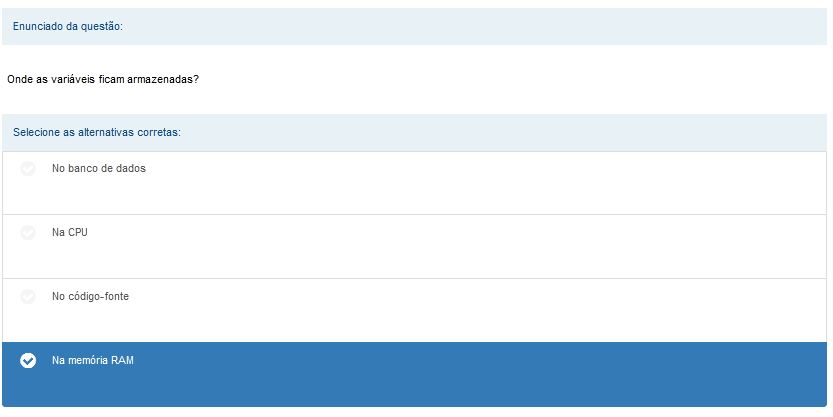 Enunciado da questão:
Onde as variáveis ficam armazenadas?
Selecione as alternativas corretas:
No banco de dados
Na CPU
No código-fonte
Na memória RAM